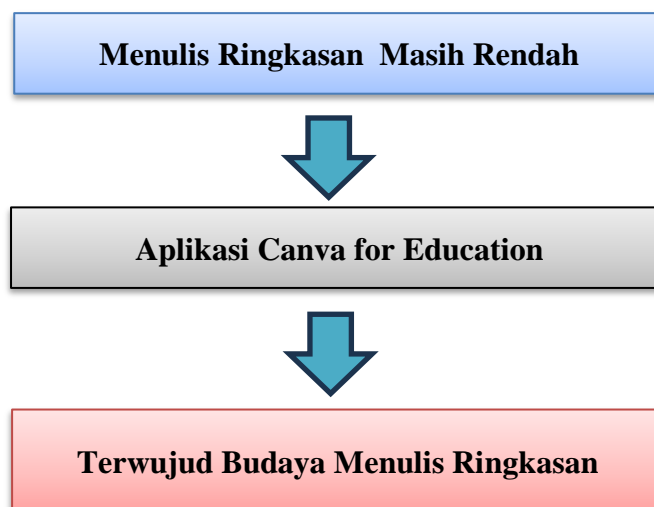 Menulis Ringkasan  Masih Rendah
Aplikasi Canva for Education
Terwujud Budaya Menulis Ringkasan